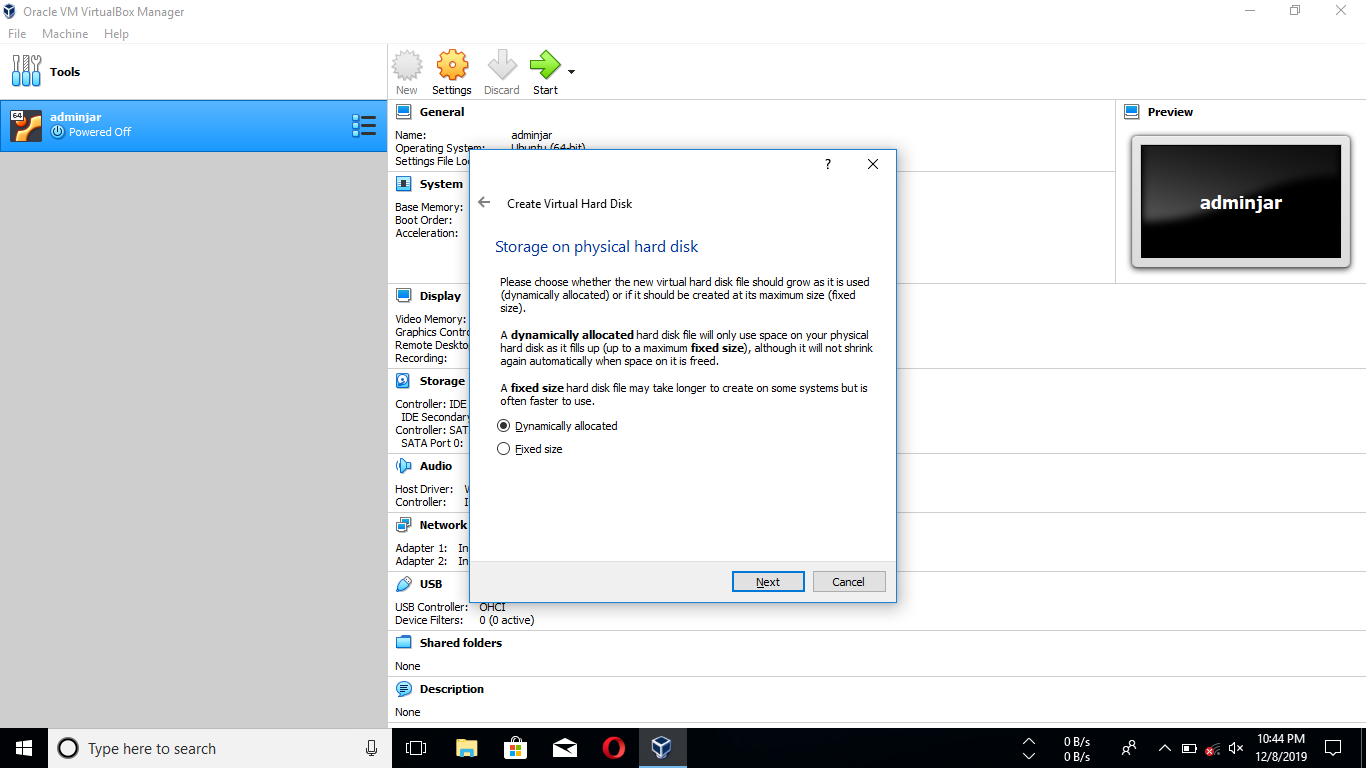 Oracle VM VirtualBox Manager
File Machine Help
Tools
New Settings Discard Start
64
adminjar
Powered Off
General
Name: adminjar
Operating System: Ubuntu (64-bit)
Settings File Lo
System
Base Memory:
Boot Order:
Acceleration:
Display
Video Memory:
Graphics Contro
Remote Deskto
Recording:
Storage
Controller: IDE
IDE Secondary
Controller: SAT
SATA Port 0:
Audio
Host Driver: W
Controller: I
Network
Adapter 1: In
Adapter 2: In
USB
USB Controller: OHCI
Device Filters: 0 (0 active)
Shared folders
None
Description
None
Preview
adminjar
?
Create Virtual Hard Disk
Storage on physical hard disk
Please choose whether the new virtual hard disk file should grow as it is used
(dynamically allocated) or if it should be created at its maximum size (fixed
size).
A dynamically allocated hard disk file will only use space on your physical
hard disk as it fills up (up to a maximum fixed size), although it will not shrink
again automatically when space on it is freed.
A fixed size hard disk file may take longer to create on some systems but is
often faster to use.
Dynamically allocated
Fixed size
Next Cancel
Type here to search
0 B/s
0 B/s
10:44 PM
12/8/2019